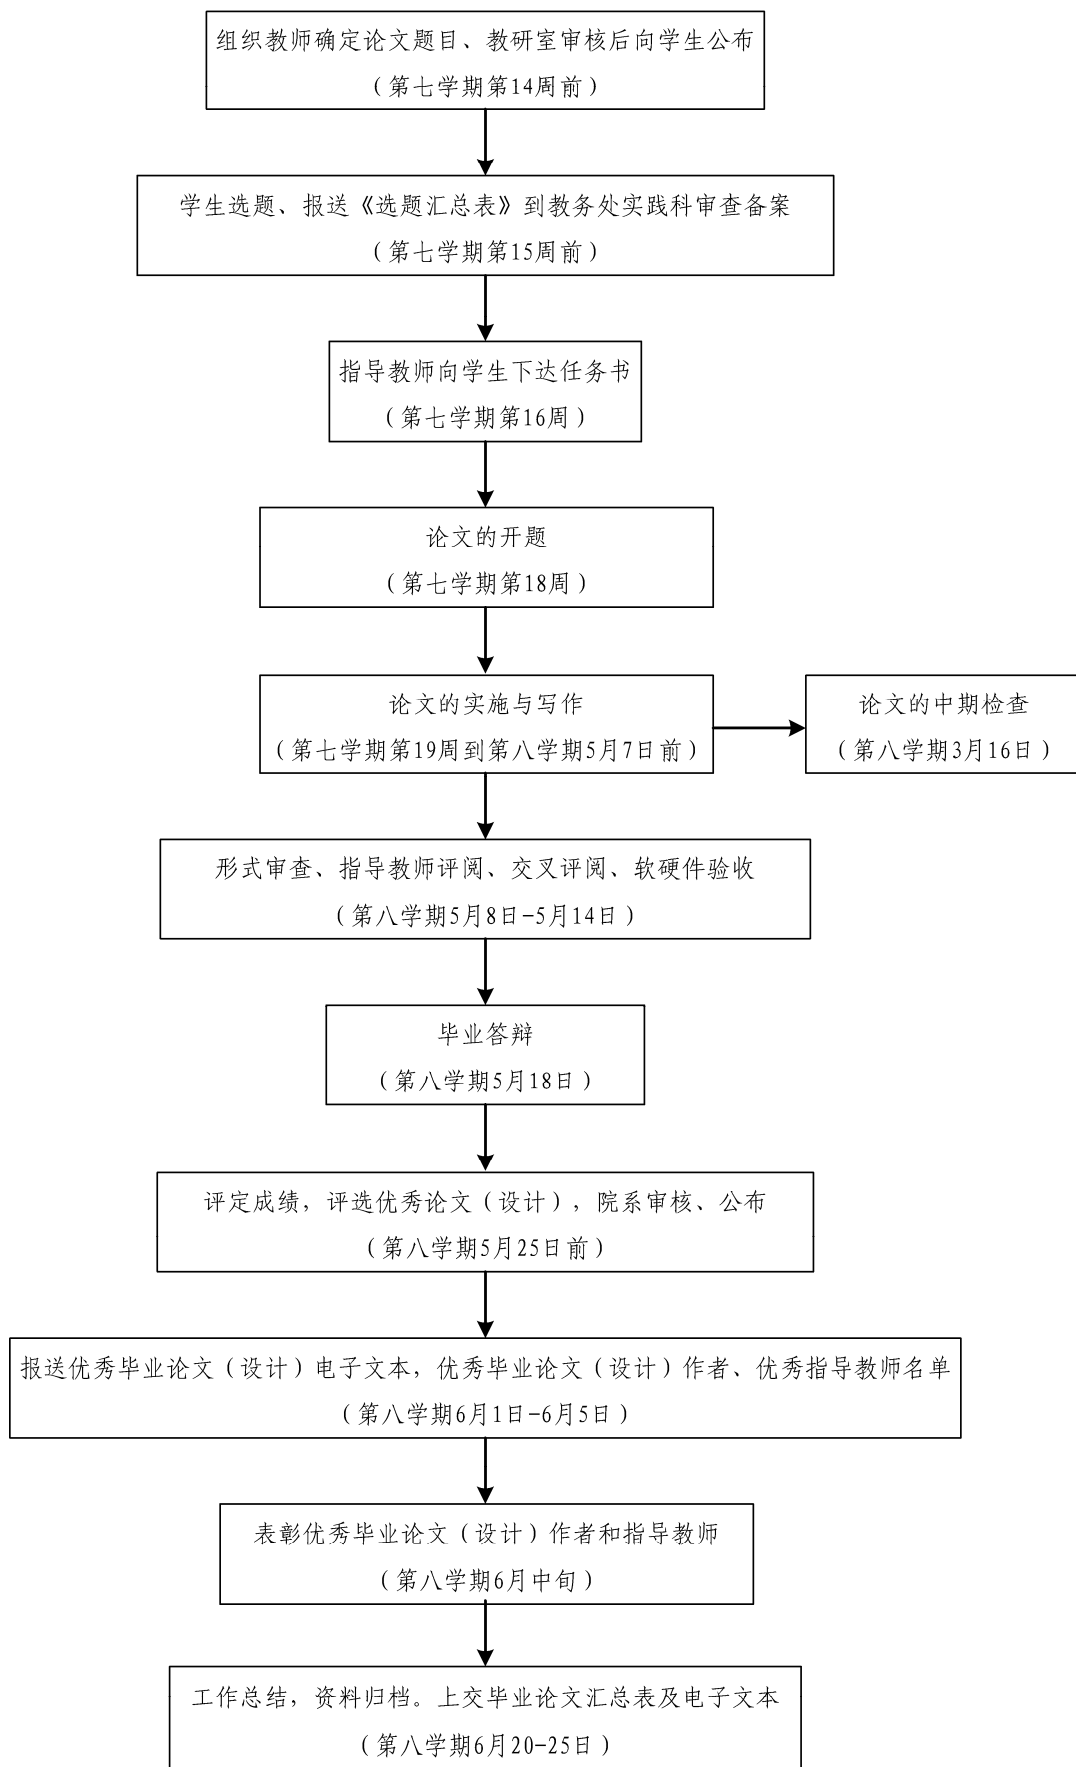 组织教师确定论文题目、教研室审核后向学生公布
（第七学期第14周前）
学生选题、报送《选题汇总表》到教务处实践科审查备案
（第七学期第15周前）
指导教师向学生下达任务书
（第七学期第16周）
论文的开题
（第七学期第18周）
论文的实施与写作
（第七学期第19周到第八学期5月7日前）
论文的中期检查
（第八学期3月16日）
形式审查、指导教师评阅、交叉评阅、软硬件验收
（第八学期5月8日-5月14日）
毕业答辩
（第八学期5月18日）
评定成绩，评选优秀论文（设计），院系审核、公布
（第八学期5月25日前）
报送优秀毕业论文（设计）电子文本，优秀毕业论文（设计）作者、优秀指导教师名单
（第八学期6月1日-6月5日）
表彰优秀毕业论文（设计）作者和指导教师
（第八学期6月中旬）
工作总结，资料归档。上交毕业论文汇总表及电子文本
（第八学期6月20-25日）